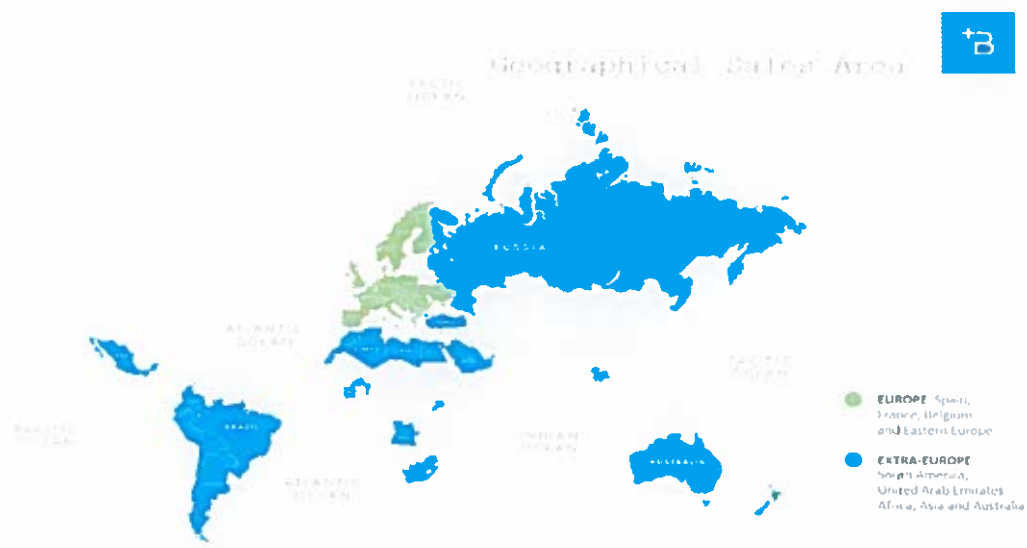 B
Geographical Sales Area
OCEAN
RUSSIA
ATLANTIC
OCEAN
PACIFIC
OCEAN
BRAZIL
PACIFIC
OCEAN
INDIAN
OCEAN
AUSTRALIA
ATLANTIC
OCEAN
EUROPE Spain,
France, Belgium
and Eastern Europe
EXTRA-EUROPE
South America,
United Arab Emirates
Africa, Asia and Australia